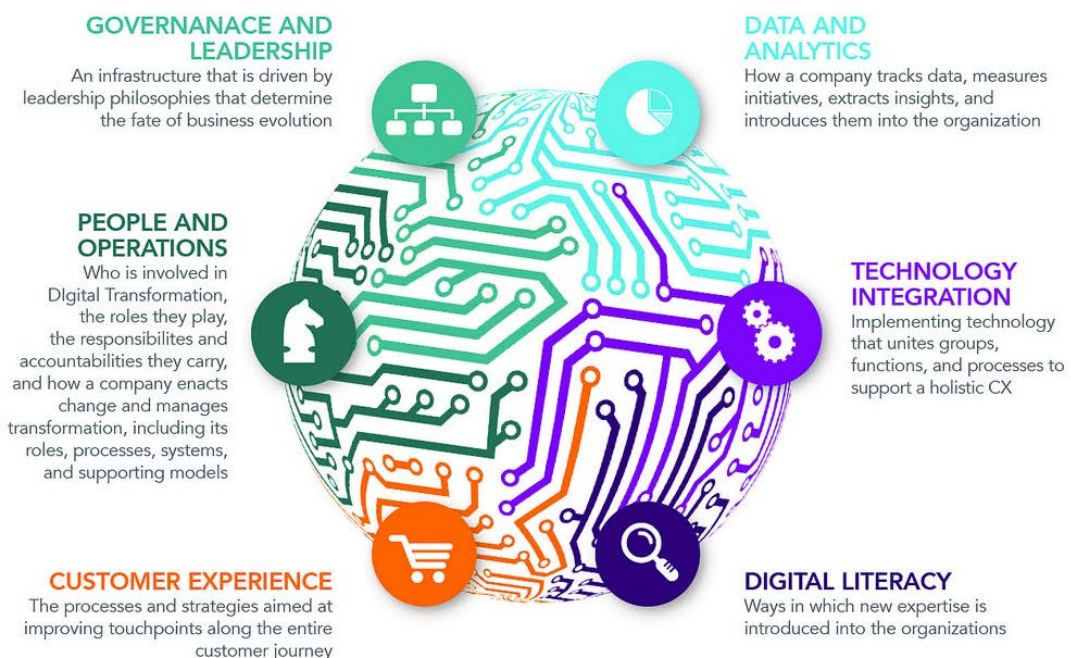 GOVERNANACE AND
LEADERSHIP
An infrastructure that is driven by
leadership philosophies that determine
the fate of business evolution
DATA AND
ANALYTICS
How a company tracks data, measures
initiatives, extracts insights, and
introduces them into the organization
PEOPLE AND
OPERATIONS
Who is involved in
DIgital Transformation,
the roles they play,
the responsibilites and
accountabilities they carry,
and how a company enacts
change and manages
transformation, including its
roles, processes, systems,
and supporting models
TECHNOLOGY
INTEGRATION
Implementing technology
that unites groups,
functions, and processes to
support a holistic CX
CUSTOMER EXPERIENCE
The processes and strategies aimed at
improving touchpoints along the entire
customer journey
DIGITAL LITERACY
Ways in which new expertise is
introduced into the organizations